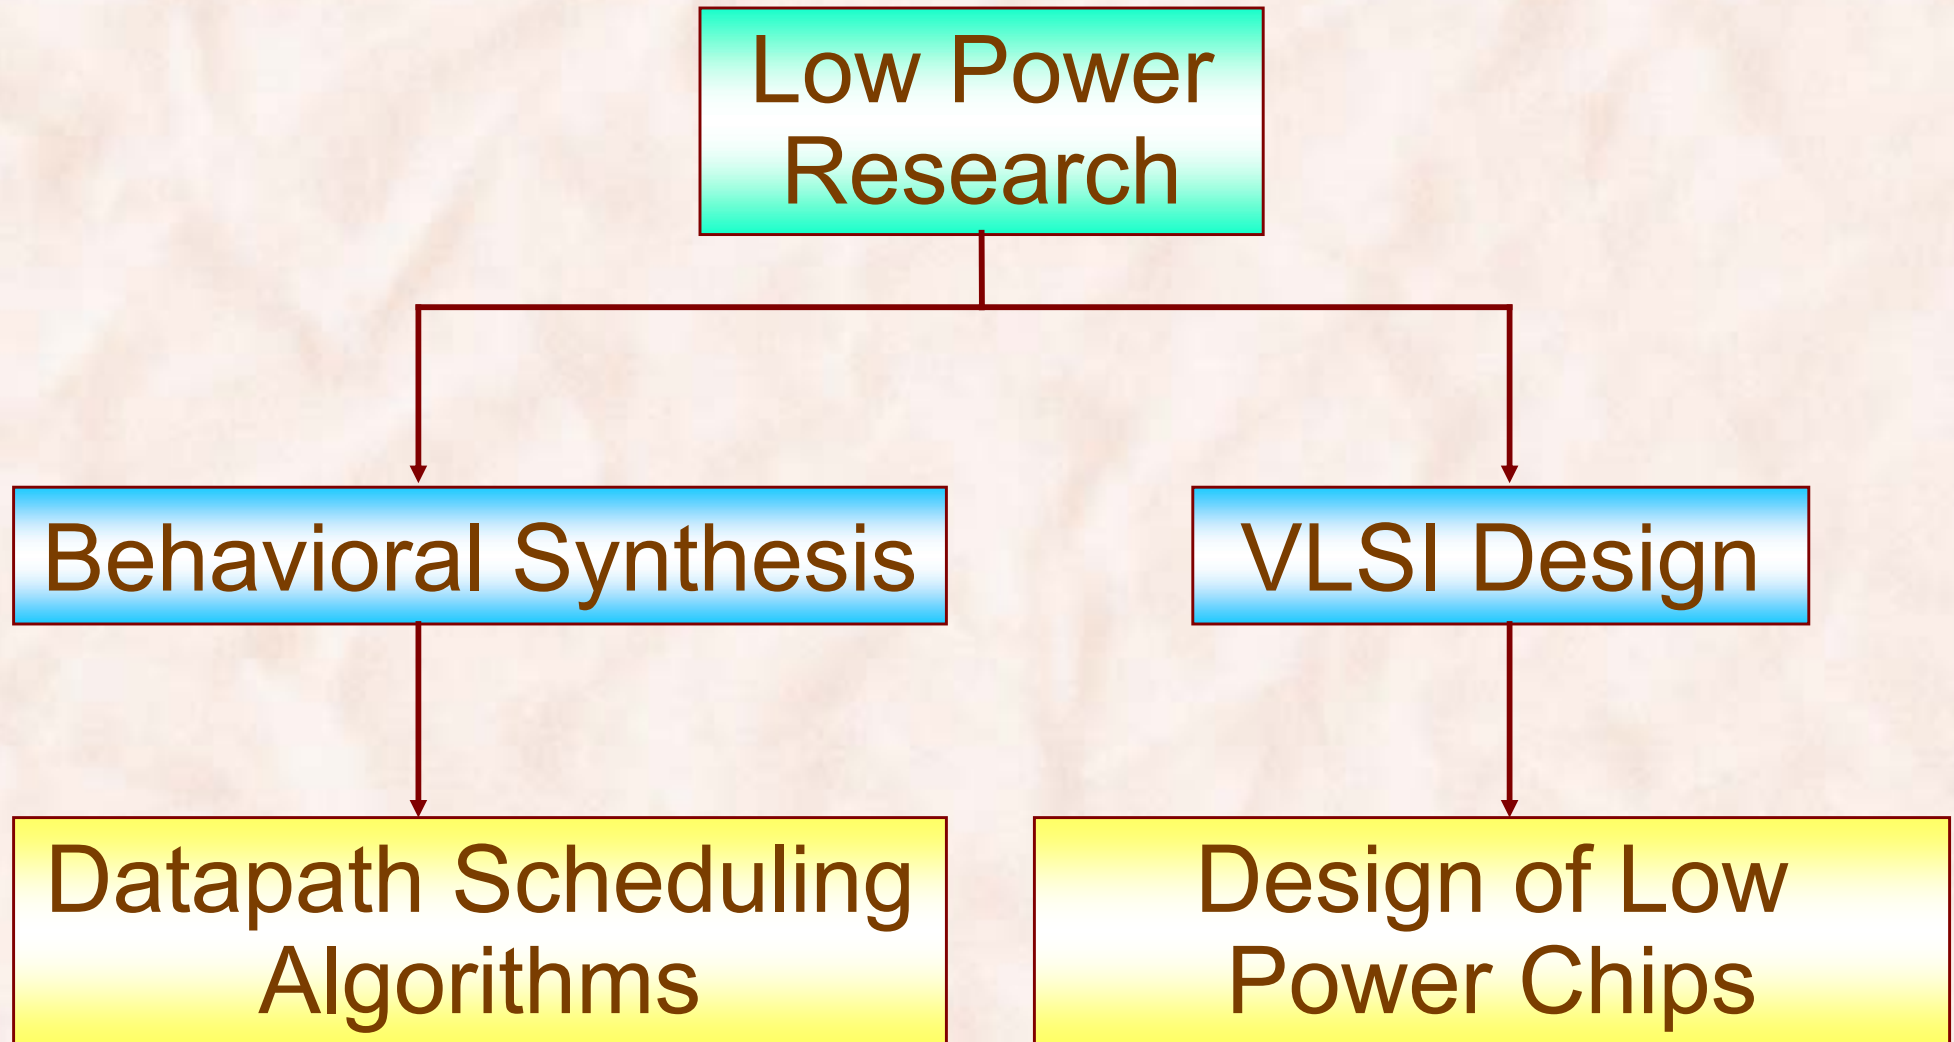 Low Power
Research
Behavioral Synthesis
VLSI Design
Datapath Scheduling
Algorithms
Design of Low
Power Chips